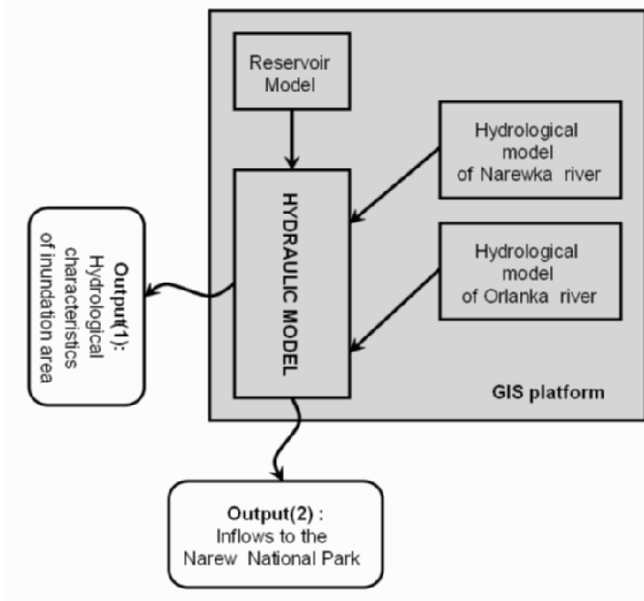 Reservoir
Model
Hydrological
model
of Narewka river
HYDRAULIC MODEL
Hydrological
model
of Orlanka river
Output(1):
Hydrological
characteristics
of inundation area
GIS platform
Output(2) :
Inflows to the
Narew National Park